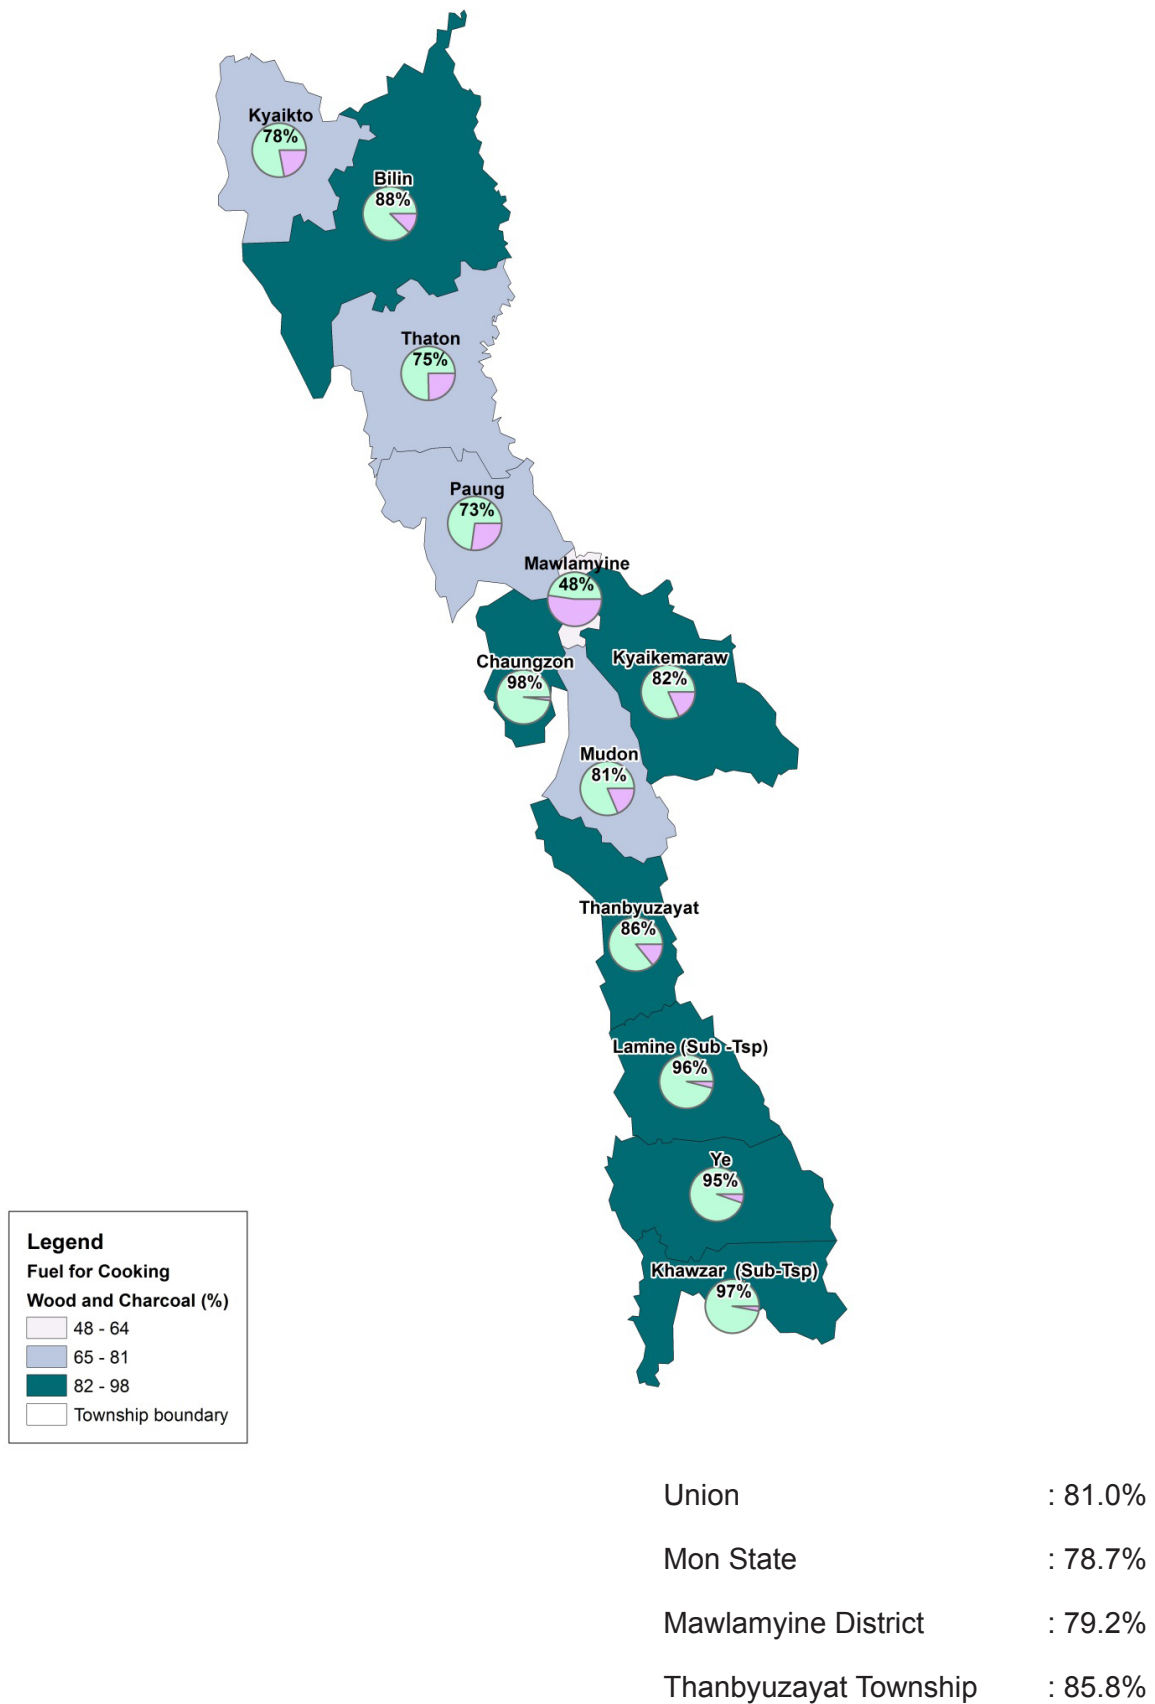 Kyaikto
78%
Bilin
88%
Thaton
75%
Paung
73%
Mawlamyine
48%
Chaungzon
98%
Kyaikemaraw
82%
Mudon
81%
Thanbyuzayat
86%
Lamine (Sub -Tsp)
96%
Ye
95%
Khawzar (Sub-Tsp)
97%
Legend
Fuel for Cooking
Wood and Charcoal (%)
48 - 64
65 - 81
82 - 98
Township boundary
Union : 81.0%
Mon State : 78.7%
Mawlamyine District : 79.2%
Thanbyuzayat Township : 85.8%